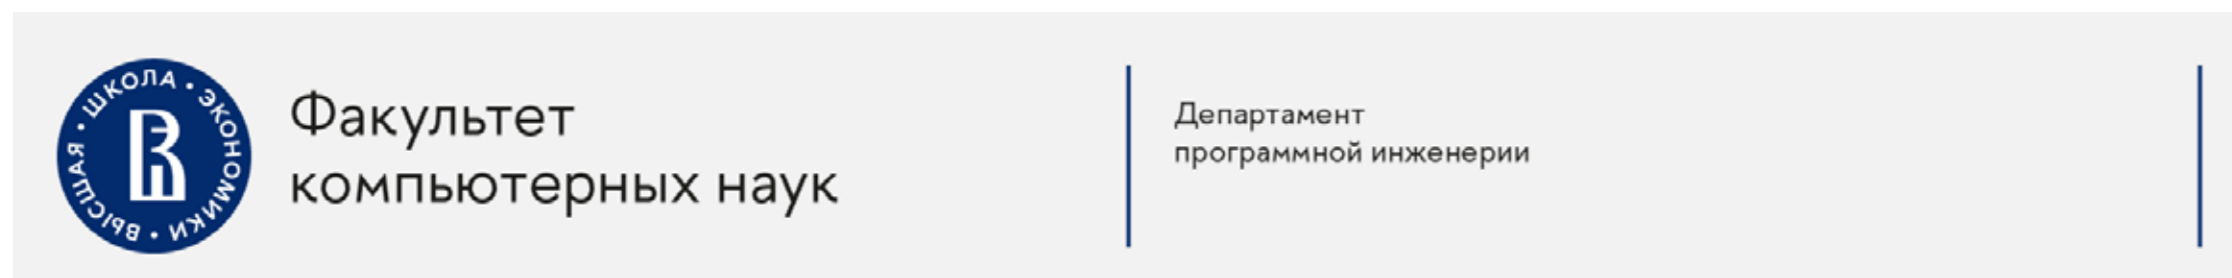 ВЫСШАЯ • ШКОЛА • ЭКОНОМИКИ •
Факультет
компьютерных наук
Департамент
программной инженерии